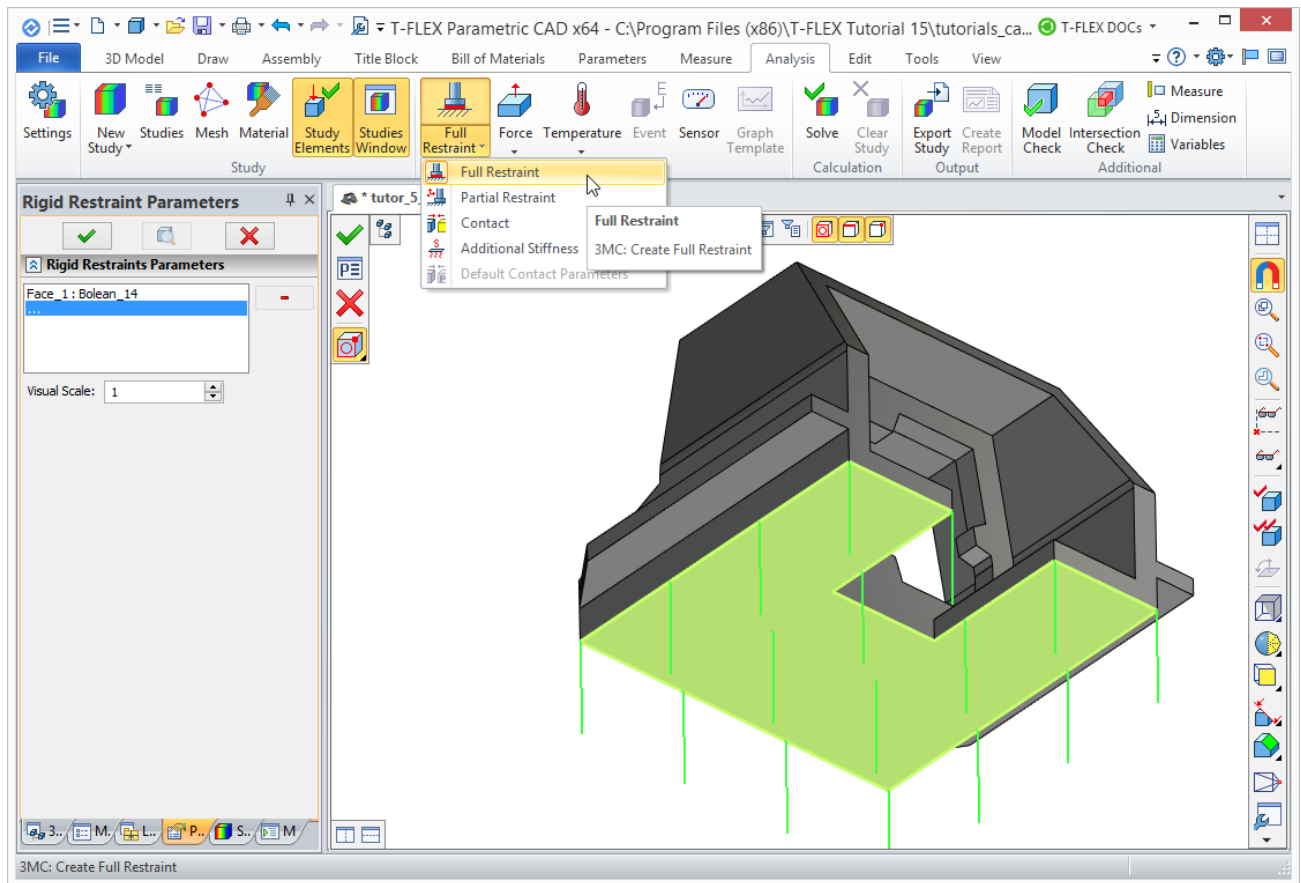 T-FLEX Parametric CAD x64 - C:\Program Files (x86)\T-FLEX Tutorial 15\tutorials_ca... T-FLEX DOCs
File 3D Model Draw Assembly Title Block Bill of Materials Parameters Measure Analysis Edit Tools View
Settings New Study Studies Mesh Material Study Elements Studies Window
Full Restraint Force Temperature Event Sensor Graph Template
Solve Clear Study Export Study Create Report Model Check Intersection Check
Measure
Dimension
Variables
Study Calculation Output Additional
Full Restraint
Partial Restraint
Contact
Additional Stiffness
Default Contact Parameters
Full Restraint
3MC: Create Full Restraint
* tutor_5
Rigid Restraint Parameters
Rigid Restraints Parameters
Face_1 : Bolean_14
...
Visual Scale: 1
3.. M. L.. P.. S.. M
3MC: Create Full Restraint